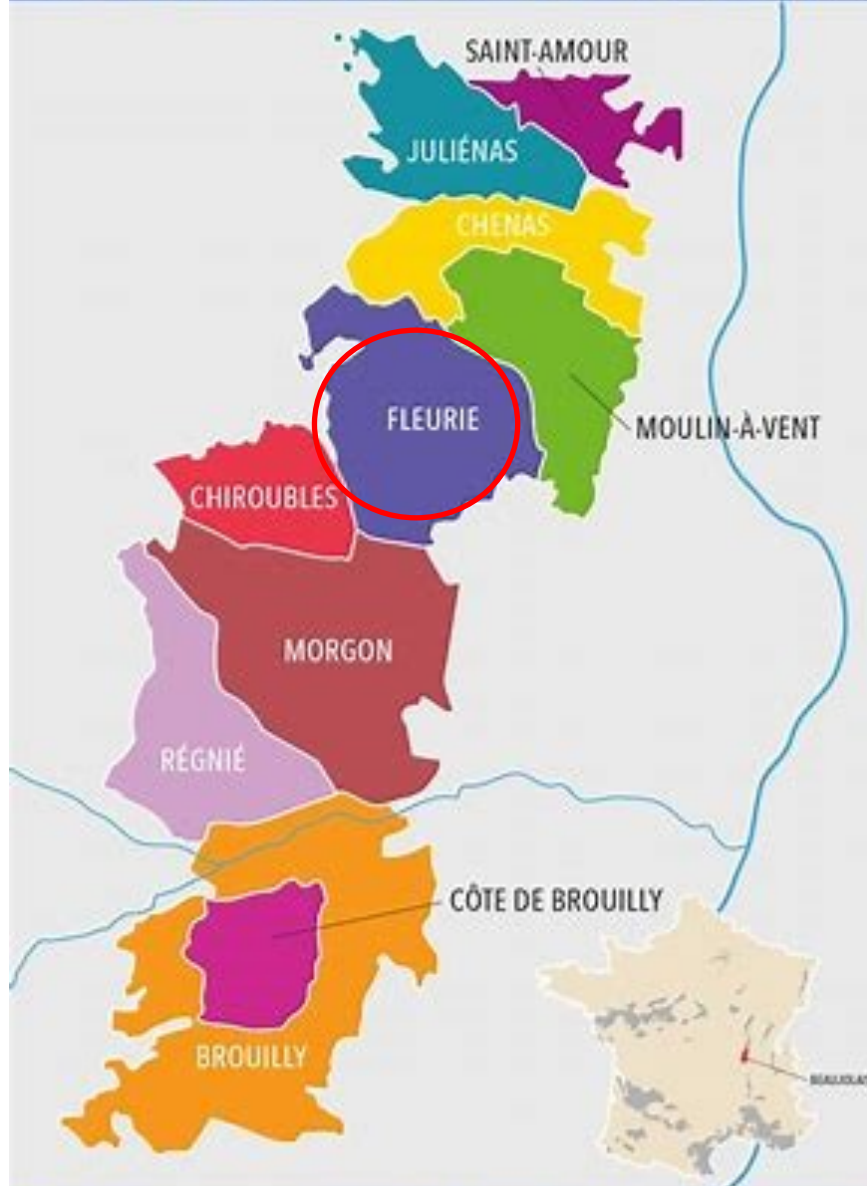 SAINT-AMOUR
JULIÉNAS
CHENAS
FLEURIE
MOULIN-À-VENT
CHIROUBLES
MORGON
RÉGNIÉ
CÔTE DE BROUILLY
BROUILLY